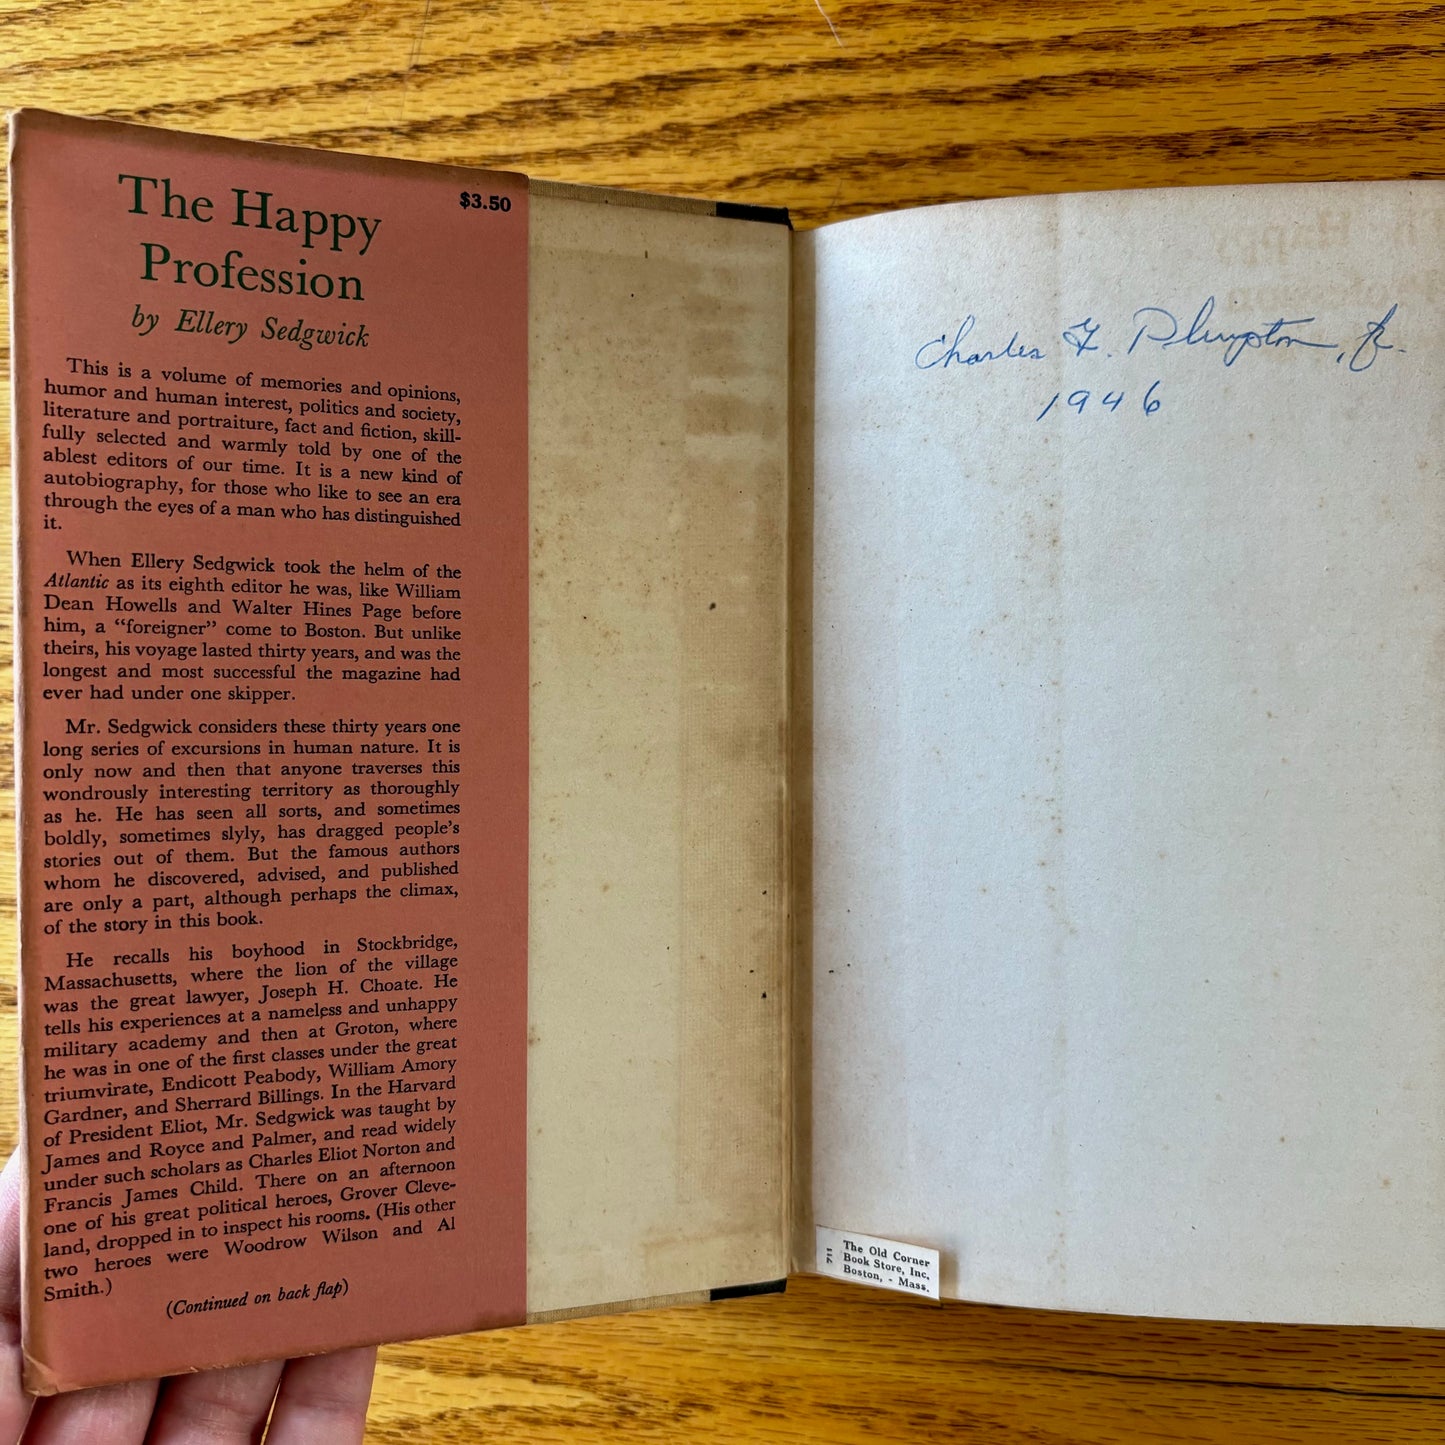 The Happy
Profession
$3.50
by Ellery Sedgwick
This is a volume of memories and opinions,
humor and human interest, politics and society,
literature and portraiture, fact and fiction, skill-
fully selected and warmly told by one of the
ablest editors of our time. It is a new kind of
autobiography, for those who like to see an era
through the eyes of a man who has distinguished
it.
When Ellery Sedgwick took the helm of the
Atlantic as its eighth editor he was, like William
Dean Howells and Walter Hines Page before
him, a “foreigner” come to Boston. But unlike
theirs, his voyage lasted thirty years, and was the
longest and most successful the magazine had
ever had under one skipper.
Mr. Sedgwick considers these thirty years one
long series of excursions in human nature. It is
only now and then that anyone traverses this
wondrously interesting territory as thoroughly
as he. He has seen all sorts, and sometimes
boldly, sometimes slyly, has dragged people’s
stories out of them. But the famous authors
whom he discovered, advised, and published
are only a part, although perhaps the climax,
of the story in this book.
He recalls his boyhood in Stockbridge,
Massachusetts, where the lion of the village
was the great lawyer, Joseph H. Choate. He
tells his experiences at a nameless and unhappy
military academy and then at Groton, where
he was in one of the first classes under the great
triumvirate, Endicott Peabody, William Amory
Gardner, and Sherrard Billings. In the Harvard
of President Eliot, Mr. Sedgwick was taught by
James and Royce and Palmer, and read widely
under such scholars as Charles Eliot Norton and
Francis James Child. There on an afternoon
one of his great political heroes, Grover Cleve-
land, dropped in to inspect his rooms. (His other
two heroes were Woodrow Wilson and Al
Smith.)
(Continued on back flap)
Charles F. Plimpton, Jr.
1946
711
The Old Corner
Book Store, Inc.
Boston, - Mass.